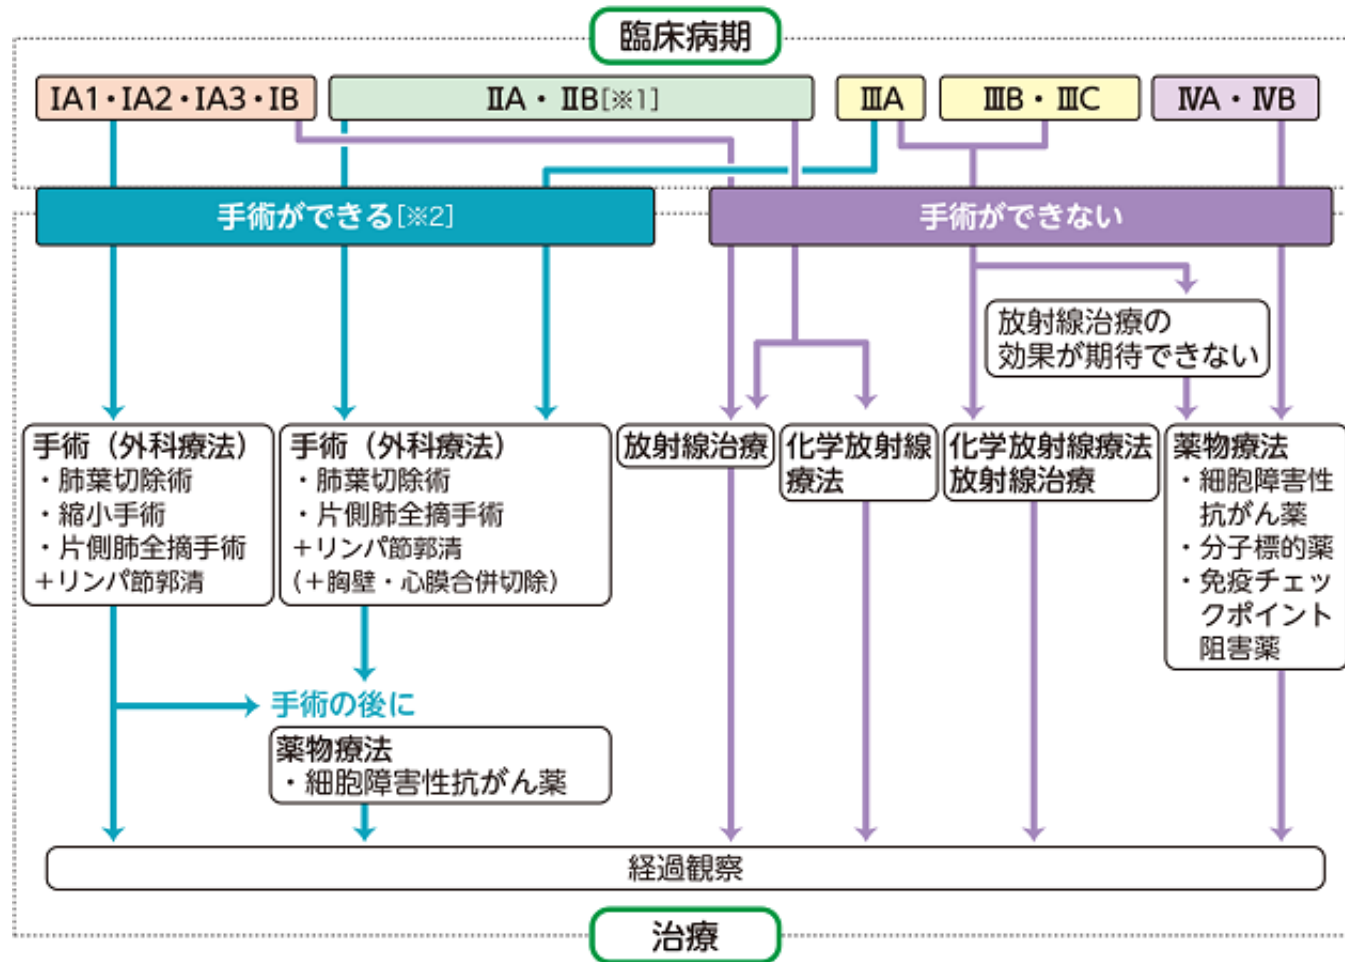 臨床病期
ⅠA1・ⅠA2・ⅠA3・ⅠB
ⅡA・ⅡB[※1]
ⅢA
ⅢB・ⅢC
ⅣA・ⅣB
手術ができる[※2]
手術ができない
放射線治療の
効果が期待できない
手術（外科療法）
・肺葉切除術
・縮小手術
・片側肺全摘手術
＋リンパ節郭清
手術（外科療法）
・肺葉切除術
・片側肺全摘手術
＋リンパ節郭清
（＋胸壁・心膜合併切除）
放射線治療
化学放射線
療法
化学放射線療法
放射線治療
薬物療法
・細胞障害性
抗がん薬
・分子標的薬
・免疫チェッ
クポイント
阻害薬
手術の後に
薬物療法
・細胞障害性抗がん薬
経過観察
治療